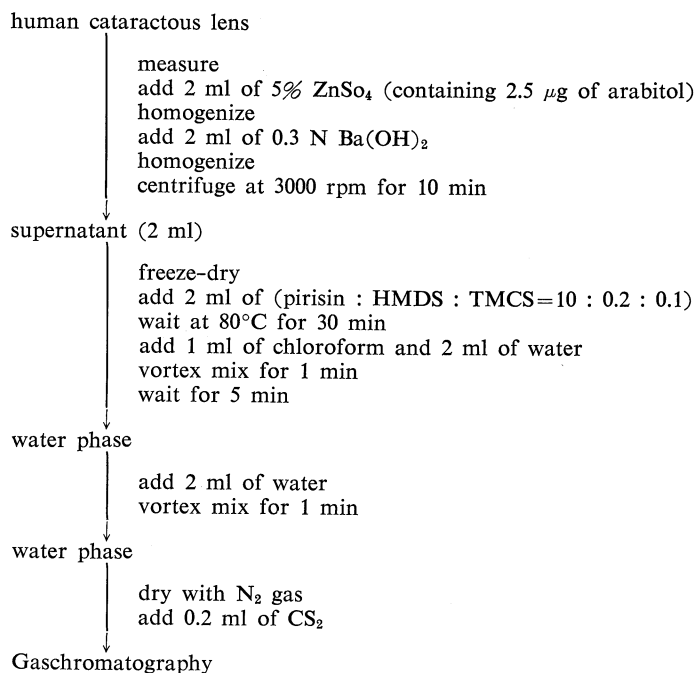 human cataractous lens
measure
add 2 ml of 5% ZnSo₄ (containing 2.5 μg of arabitol)
homogenize
add 2 ml of 0.3 N Ba(OH)₂
homogenize
centrifuge at 3000 rpm for 10 min
supernatant (2 ml)
freeze-dry
add 2 ml of (pirisin : HMDS : TMCS=10 : 0.2 : 0.1)
wait at 80°C for 30 min
add 1 ml of chloroform and 2 ml of water
vortex mix for 1 min
wait for 5 min
water phase
add 2 ml of water
vortex mix for 1 min
water phase
dry with N₂ gas
add 0.2 ml of CS₂
Gaschromatography